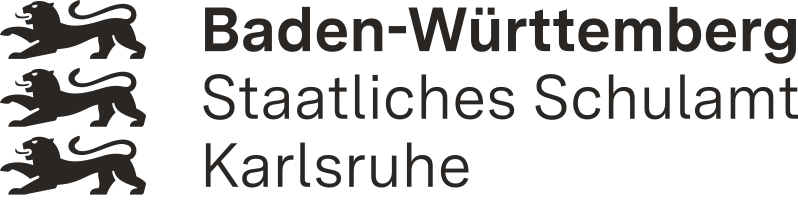 Baden-Württemberg
Staatliches Schulamt
Karlsruhe